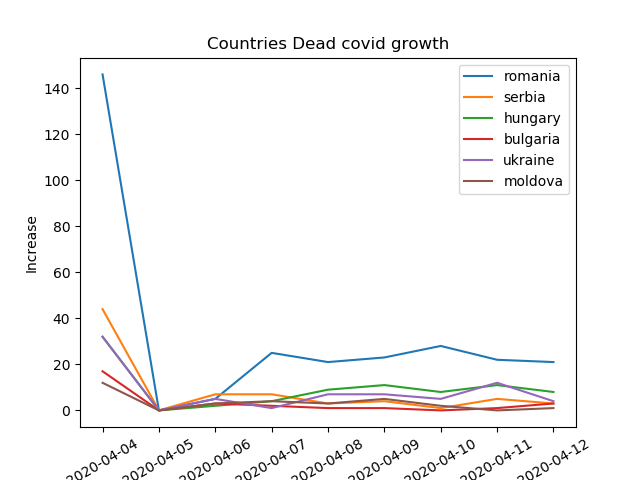 Countries Dead covid growth
romania
serbia
hungary
bulgaria
ukraine
moldova
Increase
140
120
100
80
60
40
20
0
2020-04-04
2020-04-05
2020-04-06
2020-04-07
2020-04-08
2020-04-09
2020-04-10
2020-04-11
2020-04-12